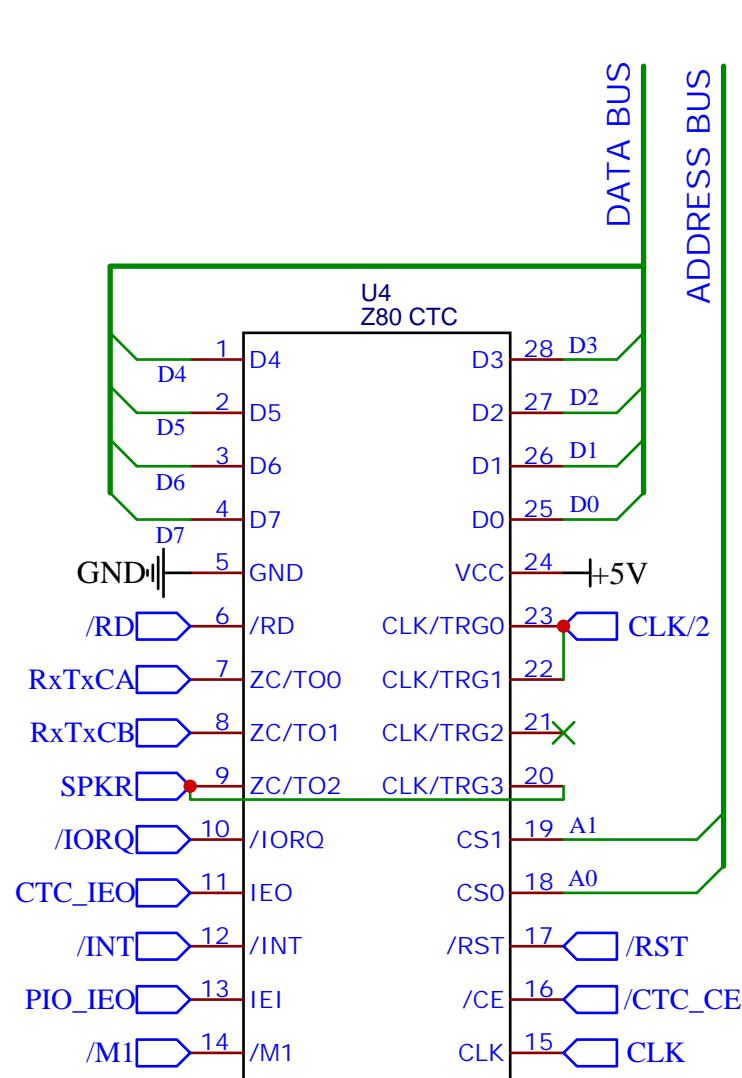 DATA BUS
ADDRESS BUS
U4
Z80 CTC
D4 1 D4 D3 28 D3
D5 2 D5 D2 27 D2
D6 3 D6 D1 26 D1
D7 4 D7 D0 25 D0
GND 5 GND VCC 24 +5V
/RD 6 /RD CLK/TRG0 23 CLK/2
RxTxCA 7 ZC/TO0 CLK/TRG1 22
RxTxCB 8 ZC/TO1 CLK/TRG2 21
SPKR 9 ZC/TO2 CLK/TRG3 20
/IORQ 10 /IORQ CS1 19 A1
CTC_IEO 11 IEO CS0 18 A0
/INT 12 /INT /RST 17 /RST
PIO_IEO 13 IEI /CE 16 /CTC_CE
/M1 14 /M1 CLK 15 CLK